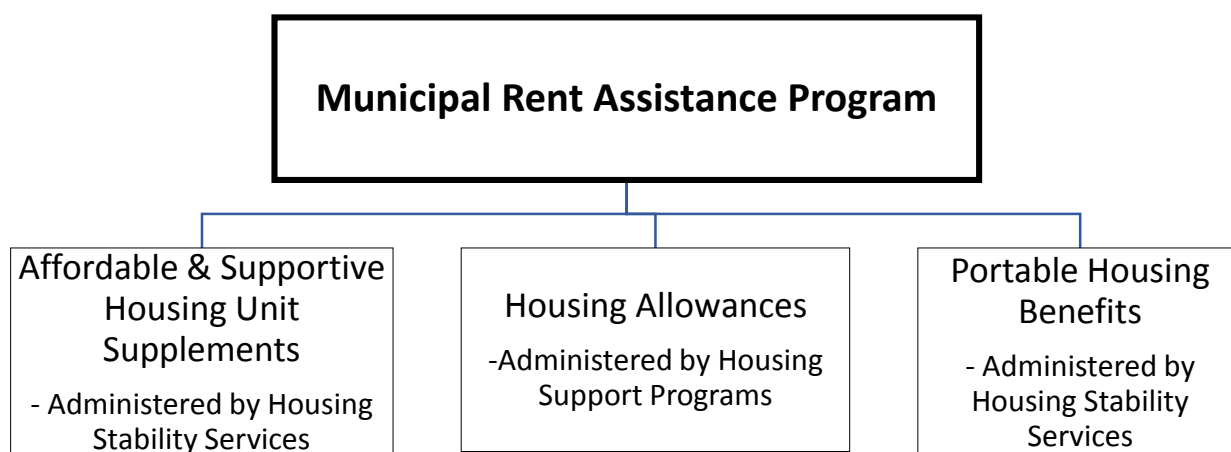 Municipal Rent Assistance Program
Affordable & Supportive
Housing Unit
Supplements
- Administered by Housing
Stability Services
Housing Allowances
-Administered by Housing
Support Programs
Portable Housing
Benefits
- Administered by
Housing Stability
Services